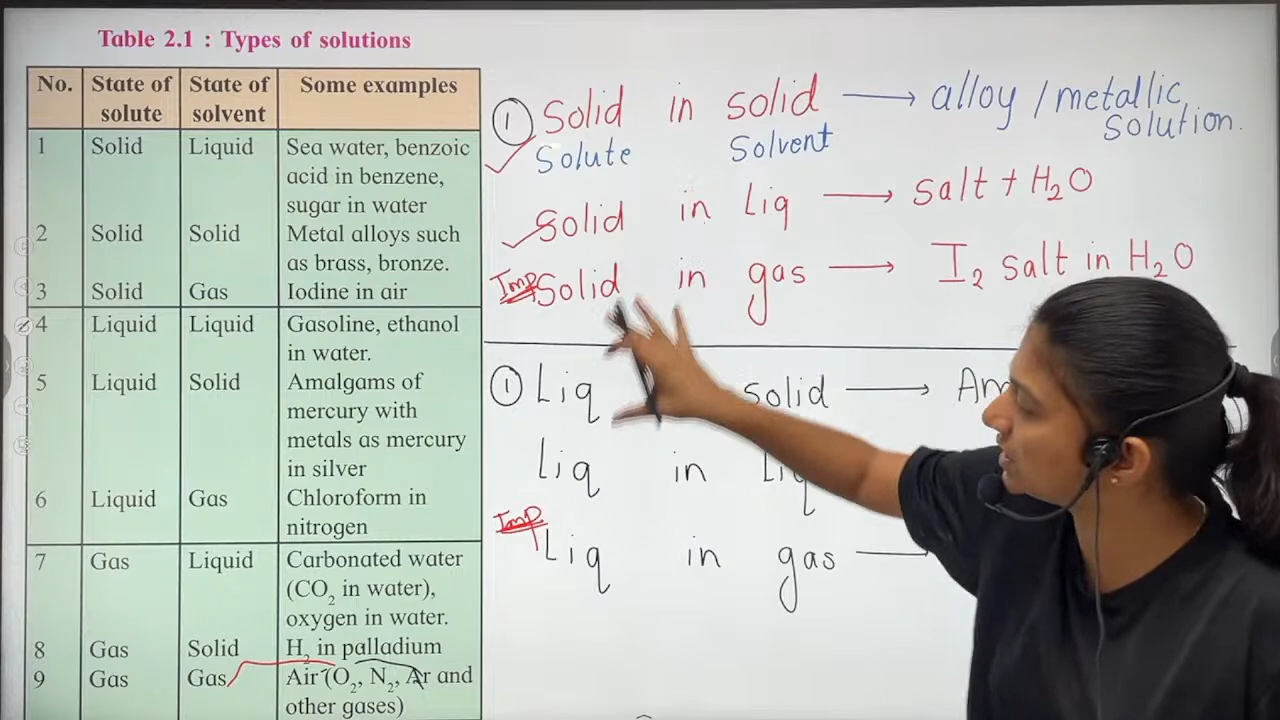 Table 2.1 : Types of solutions
No. State of solute State of solvent Some examples
1 Solid Liquid Sea water, benzoic
acid in benzene,
sugar in water
2 Solid Solid Metal alloys such
as brass, bronze.
3 Solid Gas Iodine in air
4 Liquid Liquid Gasoline, ethanol
in water.
5 Liquid Solid Amalgams of
mercury with
metals as mercury
in silver
6 Liquid Gas Chloroform in
nitrogen
7 Gas Liquid Carbonated water
(CO₂ in water),
oxygen in water.
8 Gas Solid H₂ in palladium
9 Gas Gas Air (O₂, N₂, Ar and
other gases)
① Solid in solid → alloy / metallic
solution.
Solute Solvent
Solid in Liq → salt + H₂O
Imp Solid in gas → I₂ salt in H₂O
① Liq solid →
Liq in Liq
Imp Liq in gas →